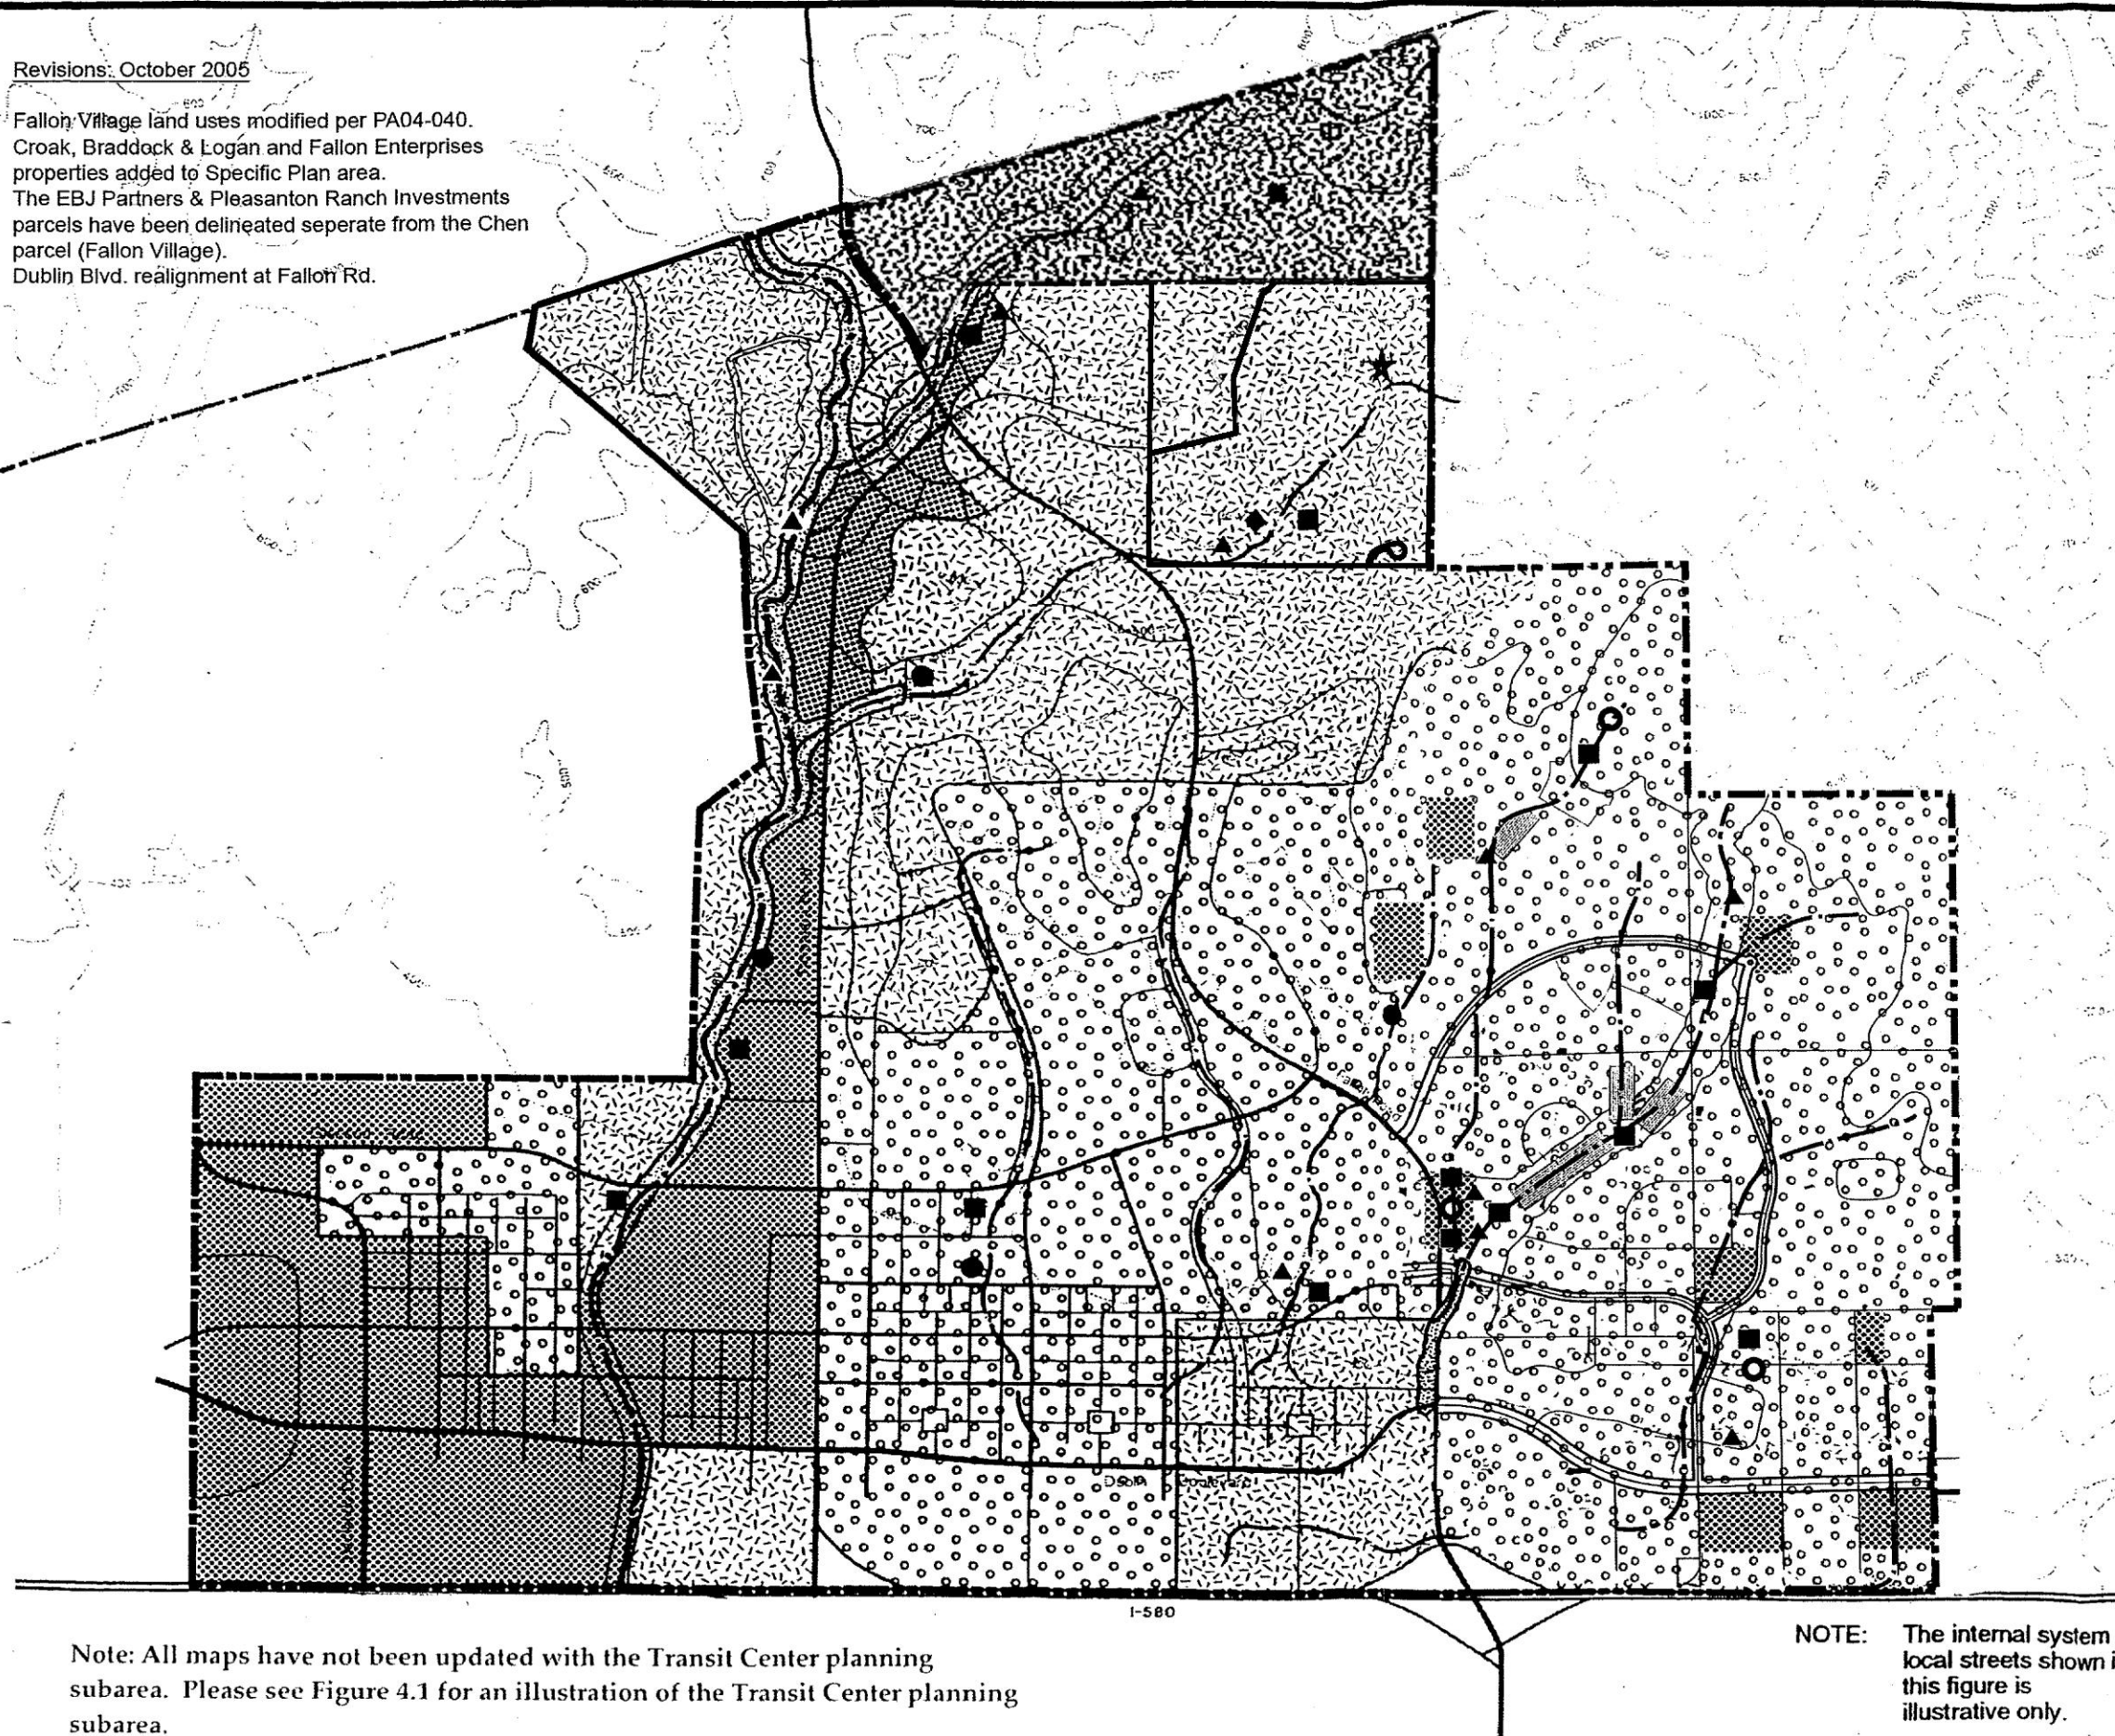 Revisions: October 2005
Fallon Village land uses modified per PA04-040.
Croak, Braddock & Logan and Fallon Enterprises
properties added to Specific Plan area.
The EBJ Partners & Pleasanton Ranch Investments
parcels have been delineated seperate from the Chen
parcel (Fallon Village).
Dublin Blvd. realignment at Fallon Rd.
I-580
Note: All maps have not been updated with the Transit Center planning
subarea. Please see Figure 4.1 for an illustration of the Transit Center planning
subarea.
NOTE: The internal system
local streets shown i
this figure is
illustrative only.